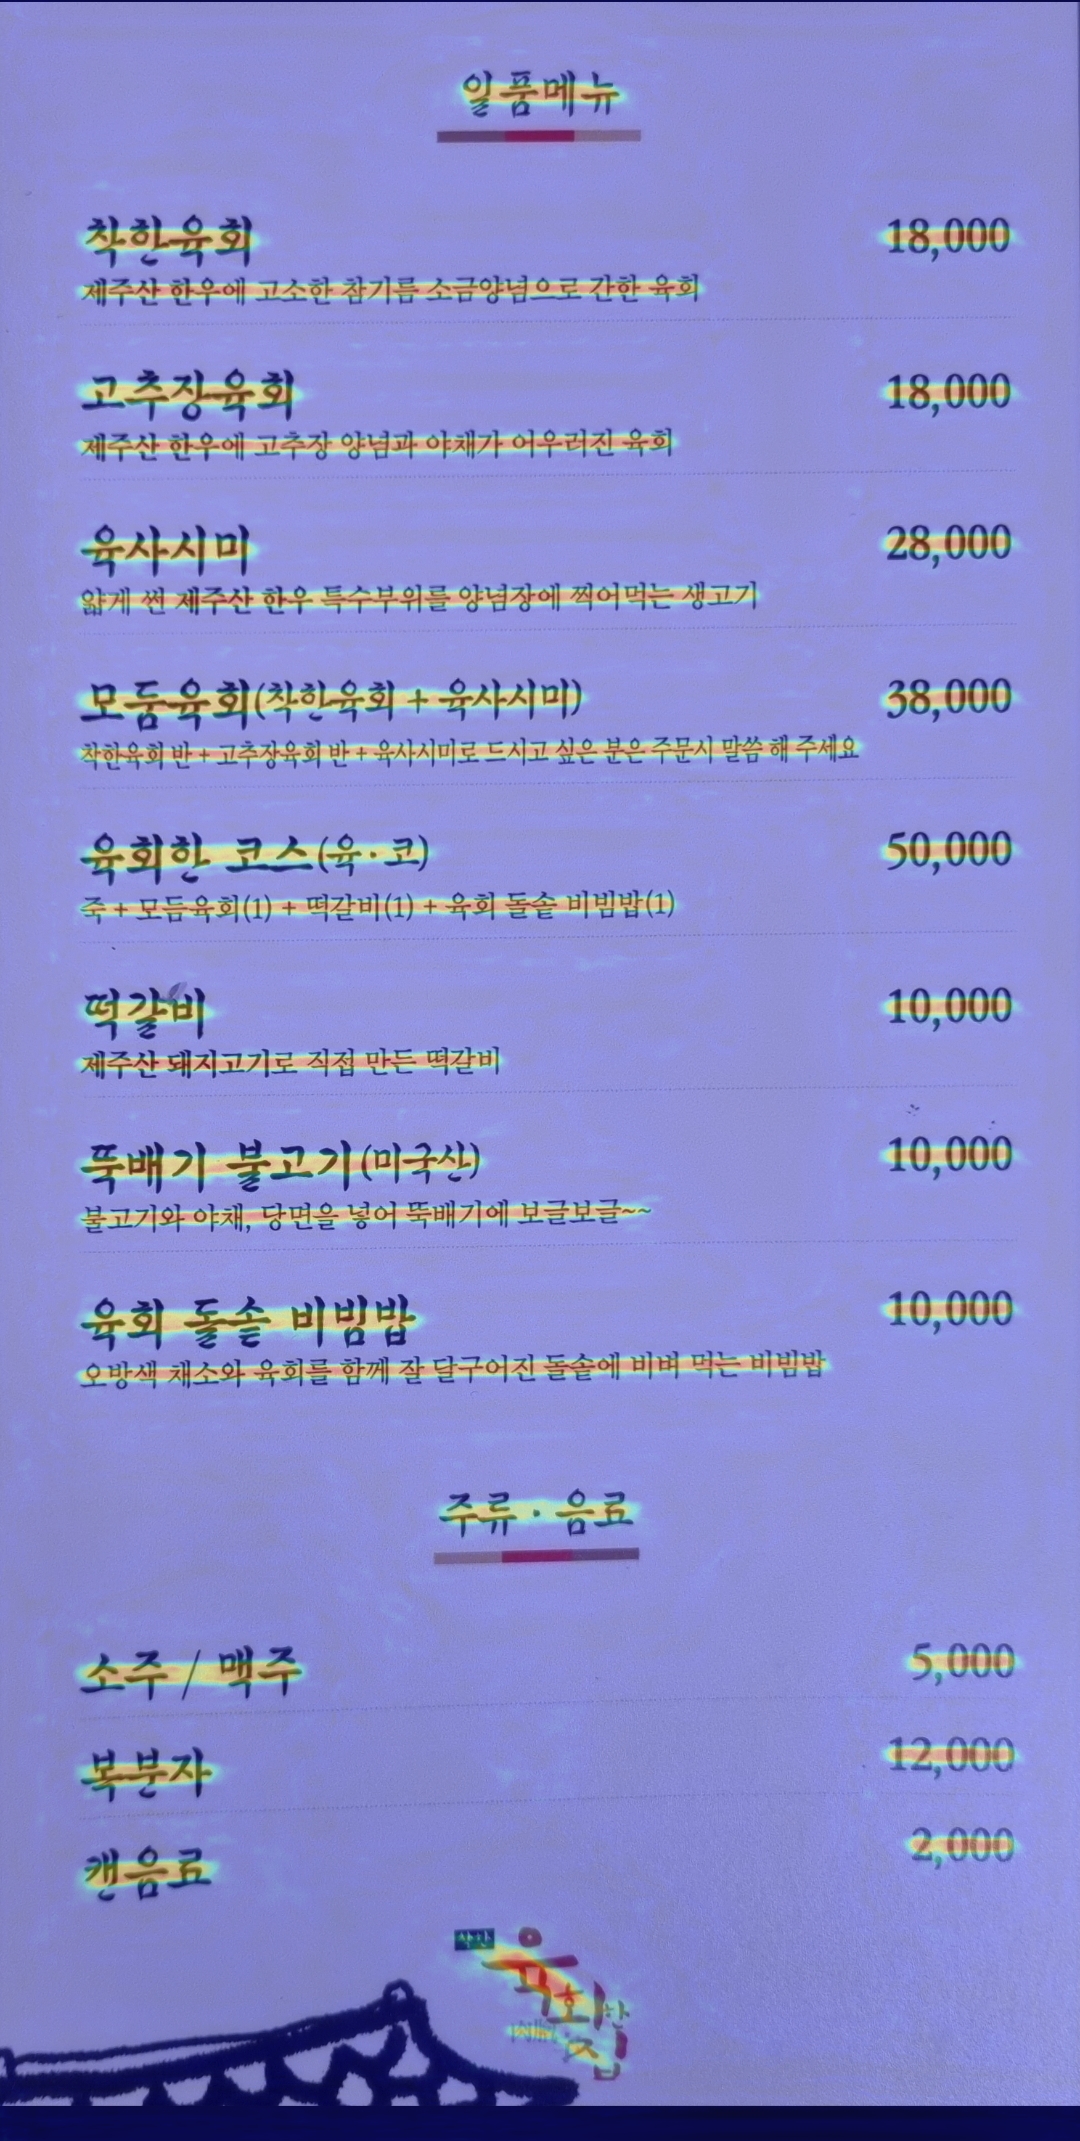 일품메뉴
착한육회 18,000
제주산 한우에 고소한 참기름 소금양념으로 간한 육회
고추장육회 18,000
제주산 한우에 고추장 양념과 야채가 어우러진 육회
육사시미 28,000
얇게 썬 제주산 한우 특수부위를 양념장에 찍어먹는 생고기
모둠육회(착한육회 + 육사시미) 38,000
착한육회 반 + 고추장육회 반 + 육사시미로 드시고 싶은 분은 주문시 말씀 해 주세요
육회한 코스(육·코) 50,000
죽 + 모듬육회(1) + 떡갈비(1) + 육회 돌솥 비빔밥(1)
떡갈비 10,000
제주산 돼지고기로 직접 만든 떡갈비
뚝배기 불고기(미국산) 10,000
불고기와 야채, 당면을 넣어 뚝배기에 보글보글~~
육회 돌솥 비빔밥 10,000
오방색 채소와 육회를 함께 잘 달구어진 돌솥에 비벼 먹는 비빔밥
주류 · 음료
소주 / 맥주 5,000
복분자 12,000
캔음료 2,000
착한
육회한
집